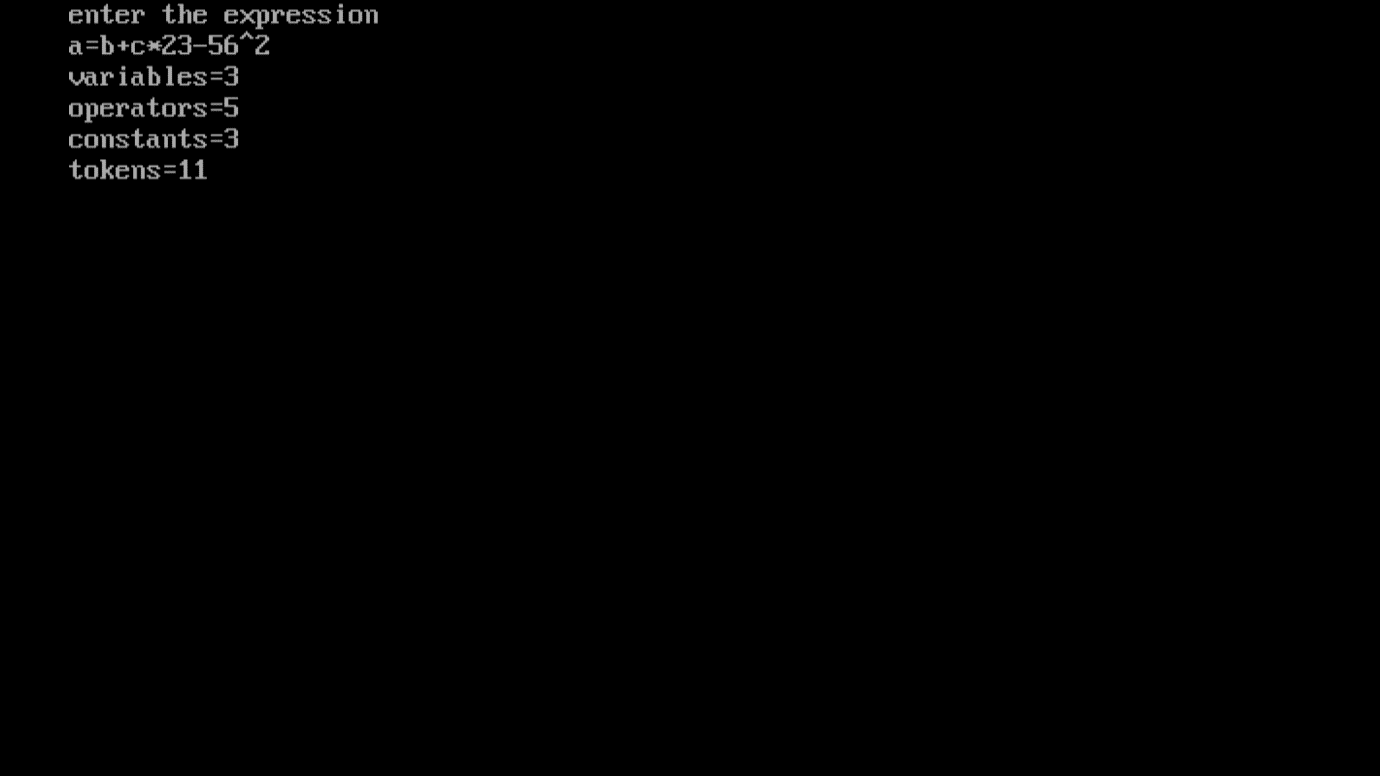 enter the expression
a=b+c*23-56^2
variables=3
operators=5
constants=3
tokens=11